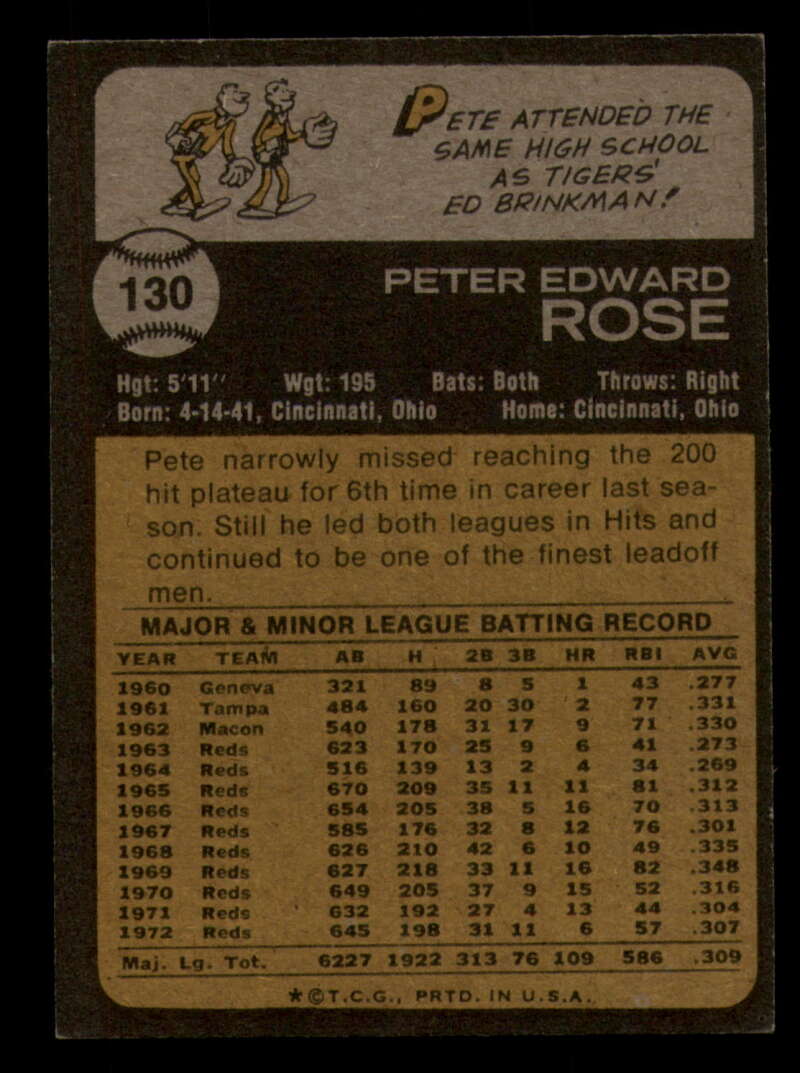 PETE ATTENDED THE
SAME HIGH SCHOOL
AS TIGERS'
ED BRINKMAN!
130
PETER EDWARD
ROSE
Hgt: 5'11" Wgt: 195 Bats: Both Throws: Right
Born: 4-14-41, Cincinnati, Ohio Home: Cincinnati, Ohio
Pete narrowly missed reaching the 200
hit plateau for 6th time in career last sea-
son. Still he led both leagues in Hits and
continued to be one of the finest leadoff
men.
MAJOR & MINOR LEAGUE BATTING RECORD
YEAR TEAM AB H 2B 3B HR RBI AVG
1960 Geneva 321 89 8 5 1 43 .277
1961 Tampa 484 160 20 30 2 77 .331
1962 Macon 540 178 31 17 9 71 .330
1963 Reds 623 170 25 9 6 41 .273
1964 Reds 516 139 13 2 4 34 .269
1965 Reds 670 209 35 11 11 81 .312
1966 Reds 654 205 38 5 16 70 .313
1967 Reds 585 176 32 8 12 76 .301
1968 Reds 626 210 42 6 10 49 .335
1969 Reds 627 218 33 11 16 82 .348
1970 Reds 649 205 37 9 15 52 .316
1971 Reds 632 192 27 4 13 44 .304
1972 Reds 645 198 31 11 6 57 .307
Maj. Lg. Tot. 6227 1922 313 76 109 586 .309
*©T.C.G., PRTD. IN U.S.A.